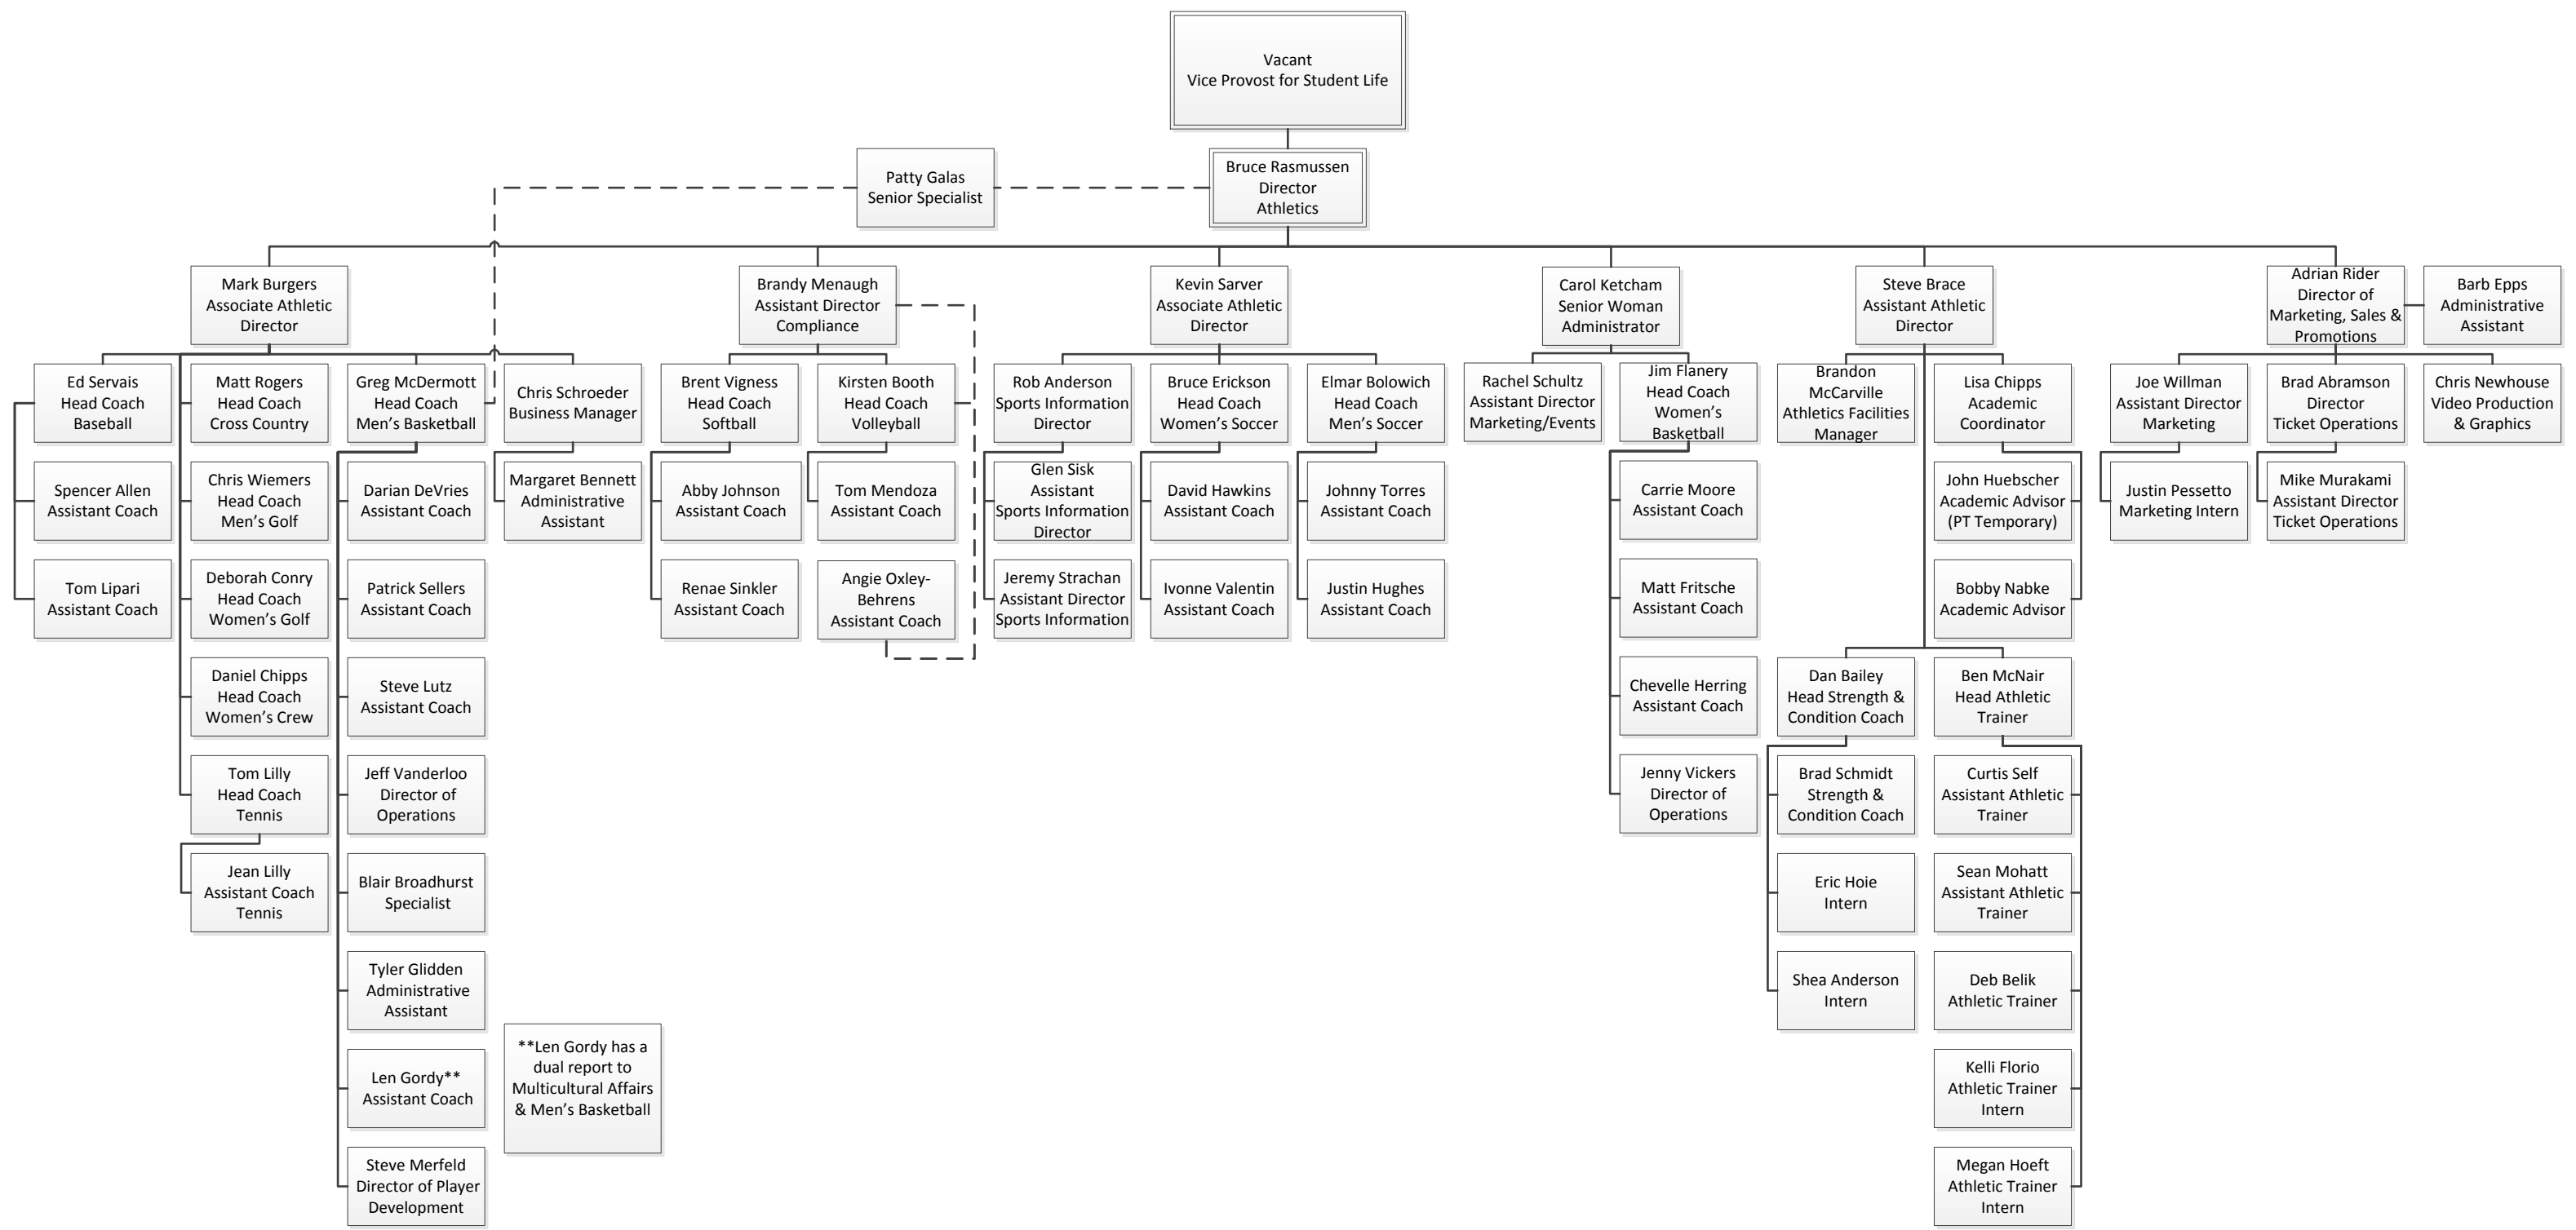 Vacant
Vice Provost for Student Life
Patty Galas
Senior Specialist
Bruce Rasmussen
Director
Athletics
Mark Burgers
Associate Athletic
Director
Brandy Menaugh
Assistant Director
Compliance
Kevin Sarver
Associate Athletic
Director
Carol Ketcham
Senior Woman
Administrator
Steve Brace
Assistant Athletic
Director
Adrian Rider
Director of
Marketing, Sales &
Promotions
Barb Epps
Administrative
Assistant
Ed Servais
Head Coach
Baseball
Matt Rogers
Head Coach
Cross Country
Greg McDermott
Head Coach
Men’s Basketball
Chris Schroeder
Business Manager
Brent Vigness
Head Coach
Softball
Kirsten Booth
Head Coach
Volleyball
Rob Anderson
Sports Information
Director
Bruce Erickson
Head Coach
Women’s Soccer
Elmar Bolowich
Head Coach
Men’s Soccer
Rachel Schultz
Assistant Director
Marketing/Events
Jim Flanery
Head Coach
Women’s
Basketball
Brandon
McCarville
Athletics Facilities
Manager
Lisa Chipps
Academic
Coordinator
Joe Willman
Assistant Director
Marketing
Brad Abramson
Director
Ticket Operations
Chris Newhouse
Video Production
& Graphics
Spencer Allen
Assistant Coach
Chris Wiemers
Head Coach
Men’s Golf
Darian DeVries
Assistant Coach
Margaret Bennett
Administrative
Assistant
Abby Johnson
Assistant Coach
Tom Mendoza
Assistant Coach
Glen Sisk
Assistant
Sports Information
Director
David Hawkins
Assistant Coach
Johnny Torres
Assistant Coach
Carrie Moore
Assistant Coach
John Huebscher
Academic Advisor
(PT Temporary)
Justin Pessetto
Marketing Intern
Mike Murakami
Assistant Director
Ticket Operations
Tom Lipari
Assistant Coach
Deborah Conry
Head Coach
Women’s Golf
Patrick Sellers
Assistant Coach
Renae Sinkler
Assistant Coach
Angie Oxley-
Behrens
Assistant Coach
Jeremy Strachan
Assistant Director
Sports Information
Ivonne Valentin
Assistant Coach
Justin Hughes
Assistant Coach
Matt Fritsche
Assistant Coach
Bobby Nabke
Academic Advisor
Daniel Chipps
Head Coach
Women’s Crew
Steve Lutz
Assistant Coach
Chevelle Herring
Assistant Coach
Dan Bailey
Head Strength &
Condition Coach
Ben McNair
Head Athletic
Trainer
Tom Lilly
Head Coach
Tennis
Jeff Vanderloo
Director of
Operations
Jenny Vickers
Director of
Operations
Brad Schmidt
Strength &
Condition Coach
Curtis Self
Assistant Athletic
Trainer
Jean Lilly
Assistant Coach
Tennis
Blair Broadhurst
Specialist
Eric Hoie
Intern
Sean Mohatt
Assistant Athletic
Trainer
Tyler Glidden
Administrative
Assistant
Shea Anderson
Intern
Deb Belik
Athletic Trainer
Len Gordy**
Assistant Coach
**Len Gordy has a
dual report to
Multicultural Affairs
& Men’s Basketball
Kelli Florio
Athletic Trainer
Intern
Steve Merfeld
Director of Player
Development
Megan Hoeft
Athletic Trainer
Intern